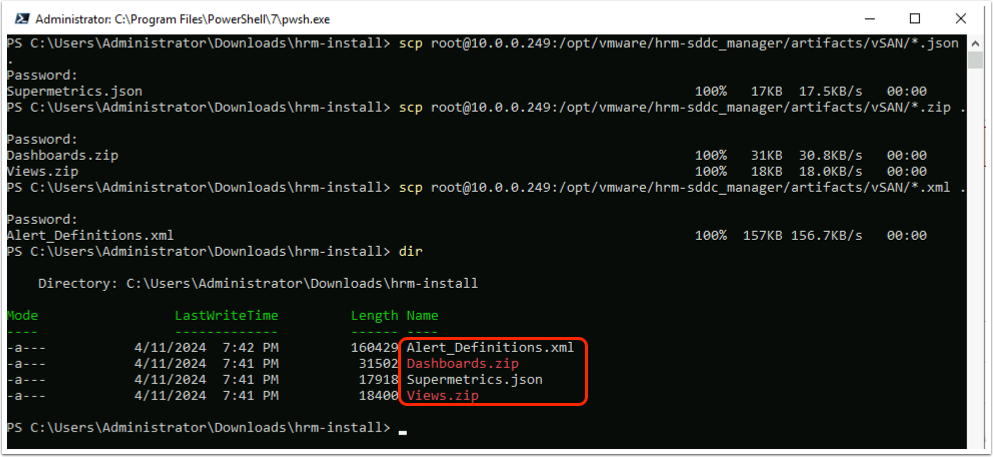 Administrator: C:\Program Files\PowerShell\7\pwsh.exe
PS C:\Users\Administrator\Downloads\hrm-install> scp root@10.0.0.249:/opt/vmware/hrm-sddc_manager/artifacts/vSAN/*.json
.
Password:
Supermetrics.json 100% 17KB 17.5KB/s 00:00
PS C:\Users\Administrator\Downloads\hrm-install> scp root@10.0.0.249:/opt/vmware/hrm-sddc_manager/artifacts/vSAN/*.zip .
Password:
Dashboards.zip 100% 31KB 30.8KB/s 00:00
Views.zip 100% 18KB 18.0KB/s 00:00
PS C:\Users\Administrator\Downloads\hrm-install> scp root@10.0.0.249:/opt/vmware/hrm-sddc_manager/artifacts/vSAN/*.xml .
Password:
Alert_Definitions.xml 100% 157KB 156.7KB/s 00:00
PS C:\Users\Administrator\Downloads\hrm-install> dir
Directory: C:\Users\Administrator\Downloads\hrm-install
Mode LastWriteTime Length Name
---- ------------- ------ ----
-a--- 4/11/2024 7:42 PM 160429 Alert_Definitions.xml
-a--- 4/11/2024 7:41 PM 31502 Dashboards.zip
-a--- 4/11/2024 7:41 PM 17918 Supermetrics.json
-a--- 4/11/2024 7:41 PM 18400 Views.zip
PS C:\Users\Administrator\Downloads\hrm-install>